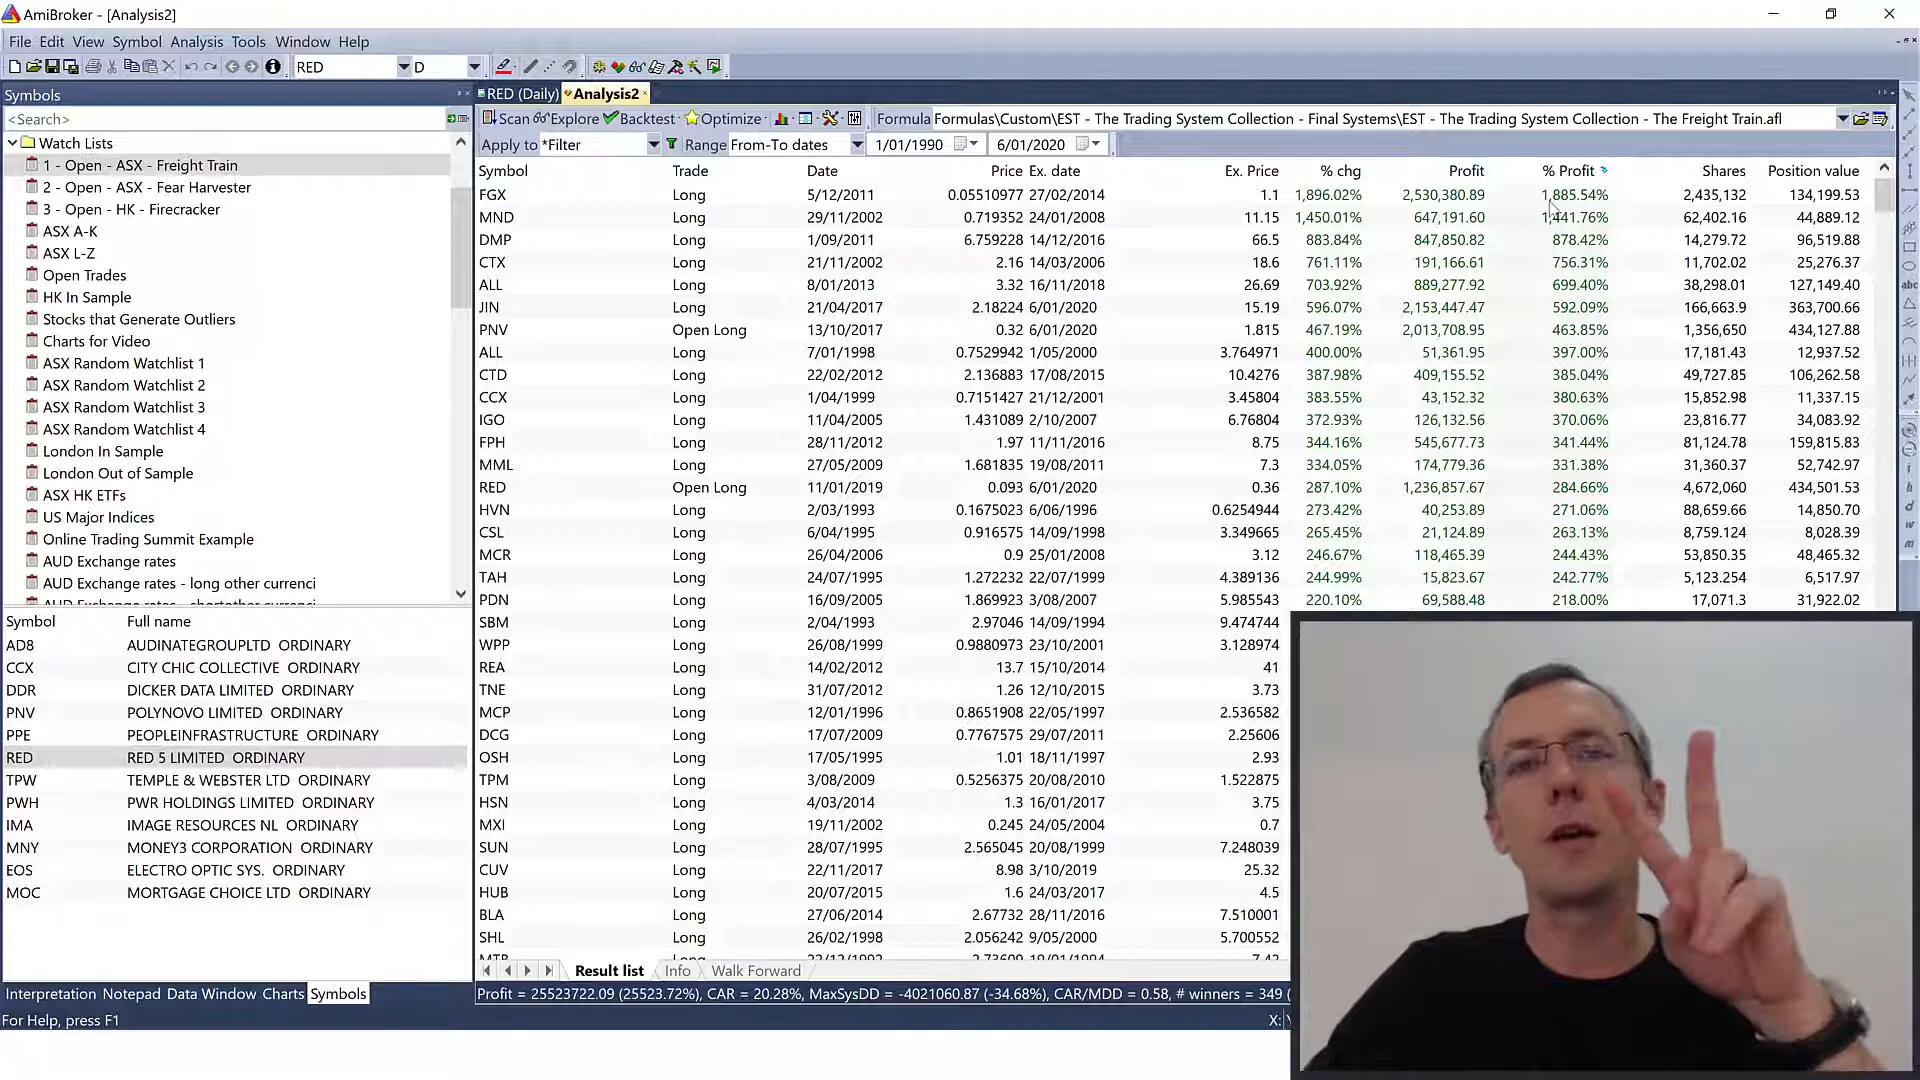 AmiBroker - [Analysis2]
File Edit View Symbol Analysis Tools Window Help
RED D
Symbols
RED (Daily) Analysis2
<Search>
Scan Explore Backtest Optimize Formula Formulas\Custom\EST - The Trading System Collection - Final Systems\EST - The Trading System Collection - The Freight Train.afl
Apply to *Filter Range From-To dates 1/01/1990 6/01/2020
Watch Lists
1 - Open - ASX - Freight Train
2 - Open - ASX - Fear Harvester
3 - Open - HK - Firecracker
ASX A-K
ASX L-Z
Open Trades
HK In Sample
Stocks that Generate Outliers
Charts for Video
ASX Random Watchlist 1
ASX Random Watchlist 2
ASX Random Watchlist 3
ASX Random Watchlist 4
London In Sample
London Out of Sample
ASX HK ETFs
US Major Indices
Online Trading Summit Example
AUD Exchange rates
AUD Exchange rates - long other currenci
AUD Exchange rates - shortother currenci
Symbol Full name
AD8 AUDINATEGROUPLTD ORDINARY
CCX CITY CHIC COLLECTIVE ORDINARY
DDR DICKER DATA LIMITED ORDINARY
PNV POLYNOVO LIMITED ORDINARY
PPE PEOPLEINFRASTRUCTURE ORDINARY
RED RED 5 LIMITED ORDINARY
TPW TEMPLE & WEBSTER LTD ORDINARY
PWH PWR HOLDINGS LIMITED ORDINARY
IMA IMAGE RESOURCES NL ORDINARY
MNY MONEY3 CORPORATION ORDINARY
EOS ELECTRO OPTIC SYS. ORDINARY
MOC MORTGAGE CHOICE LTD ORDINARY
Interpretation Notepad Data Window Charts Symbols
For Help, press F1
Symbol Trade Date Price Ex. date Ex. Price % chg Profit % Profit Shares Position value
FGX Long 5/12/2011 0.05510977 27/02/2014 1.1 1,896.02% 2,530,380.89 1,885.54% 2,435,132 134,199.53
MND Long 29/11/2002 0.719352 24/01/2008 11.15 1,450.01% 647,191.60 1,441.76% 62,402.16 44,889.12
DMP Long 1/09/2011 6.759228 14/12/2016 66.5 883.84% 847,850.82 878.42% 14,279.72 96,519.88
CTX Long 21/11/2002 2.16 14/03/2006 18.6 761.11% 191,166.61 756.31% 11,702.02 25,276.37
ALL Long 8/01/2013 3.32 16/11/2018 26.69 703.92% 889,277.92 699.40% 38,298.01 127,149.40
JIN Long 21/04/2017 2.18224 6/01/2020 15.19 596.07% 2,153,447.47 592.09% 166,663.9 363,700.66
PNV Open Long 13/10/2017 0.32 6/01/2020 1.815 467.19% 2,013,708.95 463.85% 1,356,650 434,127.88
ALL Long 7/01/1998 0.7529942 1/05/2000 3.764971 400.00% 51,361.95 397.00% 17,181.43 12,937.52
CTD Long 22/02/2012 2.136883 17/08/2015 10.4276 387.98% 409,155.52 385.04% 49,727.85 106,262.58
CCX Long 1/04/1999 0.7151427 21/12/2001 3.45804 383.55% 43,152.32 380.63% 15,852.98 11,337.15
IGO Long 11/04/2005 1.431089 2/10/2007 6.76804 372.93% 126,132.56 370.06% 23,816.77 34,083.92
FPH Long 28/11/2012 1.97 11/11/2016 8.75 344.16% 545,677.73 341.44% 81,124.78 159,815.83
MML Long 27/05/2009 1.681835 19/08/2011 7.3 334.05% 174,779.36 331.38% 31,360.37 52,742.97
RED Open Long 11/01/2019 0.093 6/01/2020 0.36 287.10% 1,236,857.67 284.66% 4,672,060 434,501.53
HVN Long 2/03/1993 0.1675023 6/06/1996 0.6254944 273.42% 40,253.89 271.06% 88,659.66 14,850.70
CSL Long 6/04/1995 0.916575 14/09/1998 3.349665 265.45% 21,124.89 263.13% 8,759.124 8,028.39
MCR Long 26/04/2006 0.9 25/01/2008 3.12 246.67% 118,465.39 244.43% 53,850.35 48,465.32
TAH Long 24/07/1995 1.272232 22/07/1999 4.389136 244.99% 15,823.67 242.77% 5,123.254 6,517.97
PDN Long 16/09/2005 1.869923 3/08/2007 5.985543 220.10% 69,588.48 218.00% 17,071.3 31,922.02
SBM Long 2/04/1993 2.97046 14/09/1994 9.474744
WPP Long 26/08/1999 0.9880973 23/10/2001 3.128974
REA Long 14/02/2012 13.7 15/10/2014 41
TNE Long 31/07/2012 1.26 12/10/2015 3.73
MCP Long 12/01/1996 0.8651908 22/05/1997 2.536582
DCG Long 17/07/2009 0.7767575 29/07/2011 2.25606
OSH Long 17/05/1995 1.01 18/11/1997 2.93
TPM Long 3/08/2009 0.5256375 20/08/2010 1.522875
HSN Long 4/03/2014 1.3 16/01/2017 3.75
MXI Long 19/11/2002 0.245 24/05/2004 0.7
SUN Long 28/07/1995 2.565045 20/08/1999 7.248039
CUV Long 22/11/2017 8.98 3/10/2019 25.32
HUB Long 20/07/2015 1.6 24/03/2017 4.5
BLA Long 27/06/2014 2.67732 28/11/2016 7.510001
SHL Long 26/02/1998 2.056242 9/05/2000 5.700552
Result list Info Walk Forward
Profit = 25523722.09 (25523.72%), CAR = 20.28%, MaxSysDD = -4021060.87 (-34.68%), CAR/MDD = 0.58, # winners = 349 (
X: